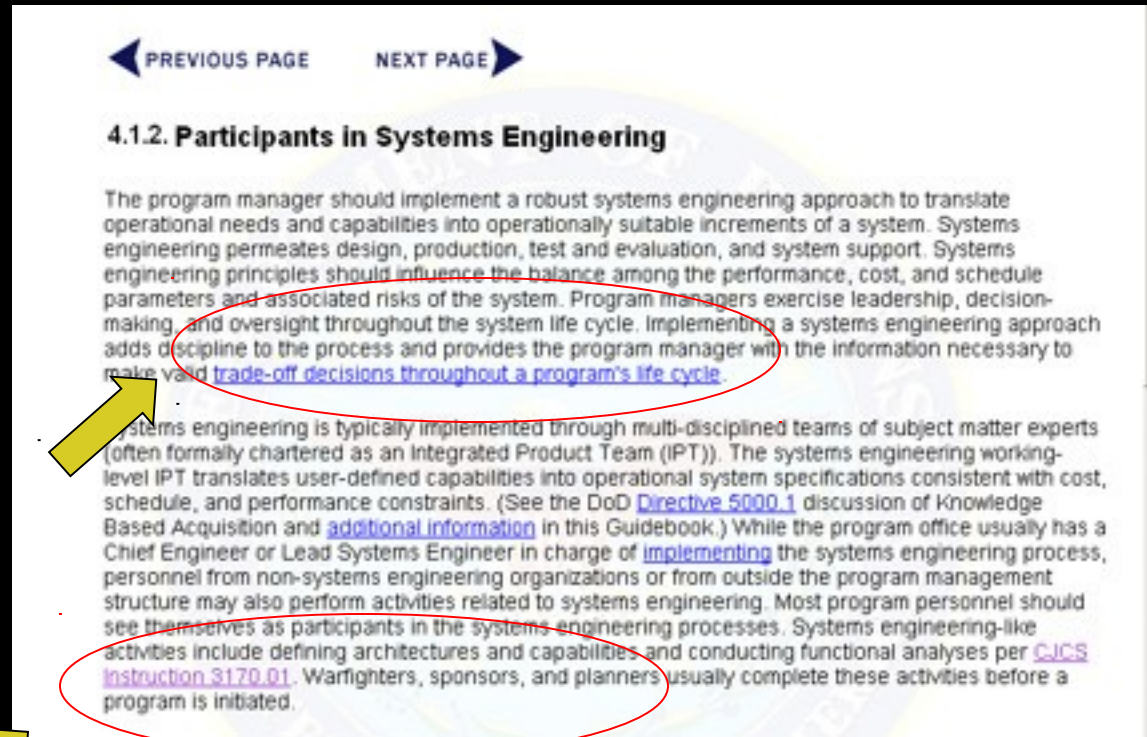 PREVIOUS PAGE NEXT PAGE
4.1.2. Participants in Systems Engineering
The program manager should implement a robust systems engineering approach to translate
operational needs and capabilities into operationally suitable increments of a system. Systems
engineering permeates design, production, test and evaluation, and system support. Systems
engineering principles should influence the balance among the performance, cost, and schedule
parameters and associated risks of the system. Program managers exercise leadership, decision-
making, and oversight throughout the system life cycle. Implementing a systems engineering approach
adds discipline to the process and provides the program manager with the information necessary to
make valid trade-off decisions throughout a program's life cycle.
Systems engineering is typically implemented through multi-disciplined teams of subject matter experts
(often formally chartered as an Integrated Product Team (IPT)). The systems engineering working-
level IPT translates user-defined capabilities into operational system specifications consistent with cost,
schedule, and performance constraints. (See the DoD Directive 5000.1 discussion of Knowledge
Based Acquisition and additional information in this Guidebook.) While the program office usually has a
Chief Engineer or Lead Systems Engineer in charge of implementing the systems engineering process,
personnel from non-systems engineering organizations or from outside the program management
structure may also perform activities related to systems engineering. Most program personnel should
see themselves as participants in the systems engineering processes. Systems engineering-like
activities include defining architectures and capabilities and conducting functional analyses per CJCS
Instruction 3170.01. Warfighters, sponsors, and planners usually complete these activities before a
program is initiated.